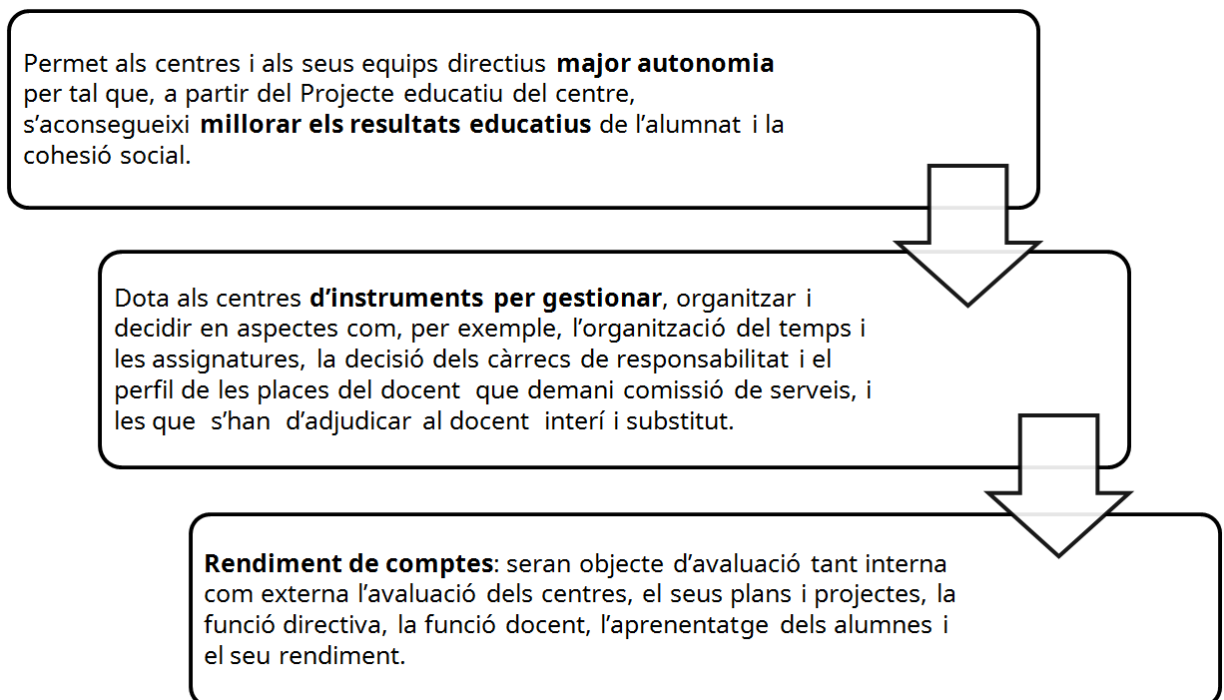 Permet als centres i als seus equips directius major autonomia
per tal que, a partir del Projecte educatiu del centre,
s’aconsegueixi millorar els resultats educatius de l’alumnat i la
cohesió social.
Dota als centres d’instruments per gestionar, organitzar i
decidir en aspectes com, per exemple, l’organització del temps i
les assignatures, la decisió dels càrrecs de responsabilitat i el
perfil de les places del docent que demani comissió de serveis, i
les que s’han d’adjudicar al docent interí i substitut.
Rendiment de comptes: seran objecte d’avaluació tant interna
com externa l’avaluació dels centres, el seus plans i projectes, la
funció directiva, la funció docent, l’aprenentatge dels alumnes i
el seu rendiment.